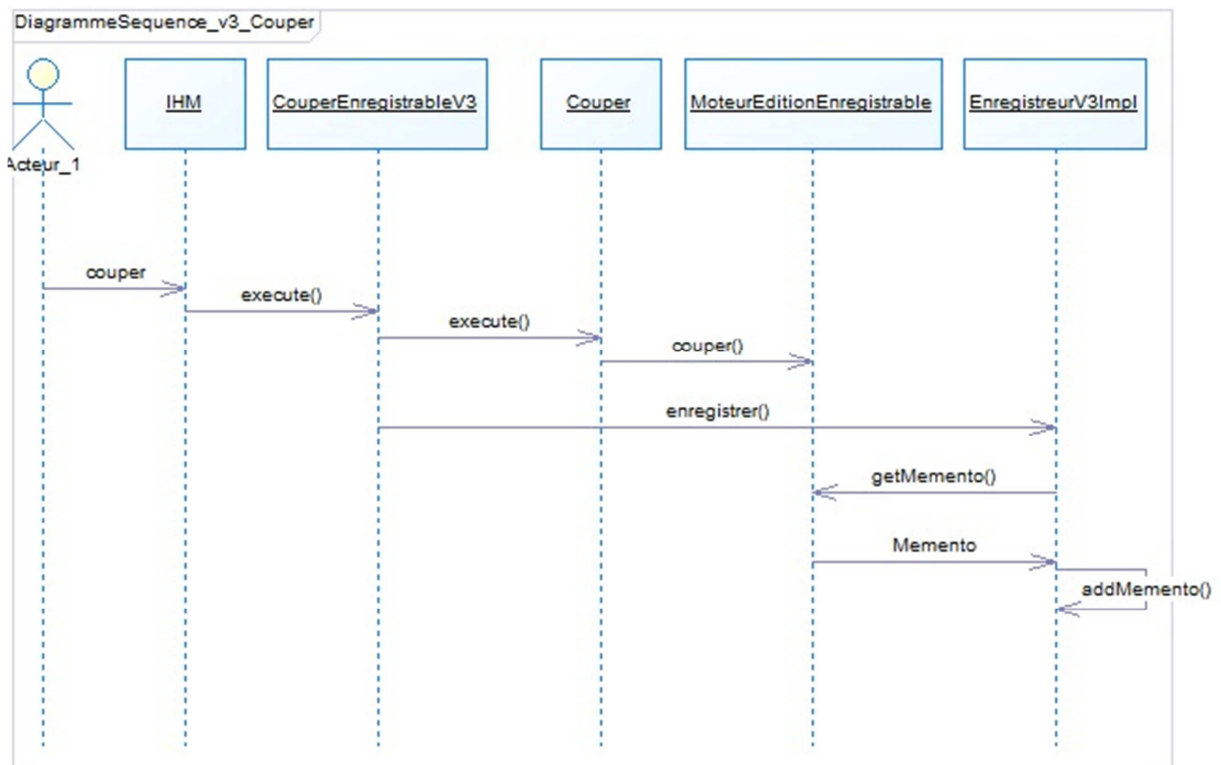 DiagrammeSequence_v3_Couper
IHM
CouperEnregistrableV3
Couper
MoteurEditionEnregistrable
EnregistreurV3Impl
Acteur_1
couper
execute()
execute()
couper()
enregistrer()
getMemento()
Memento
addMemento()